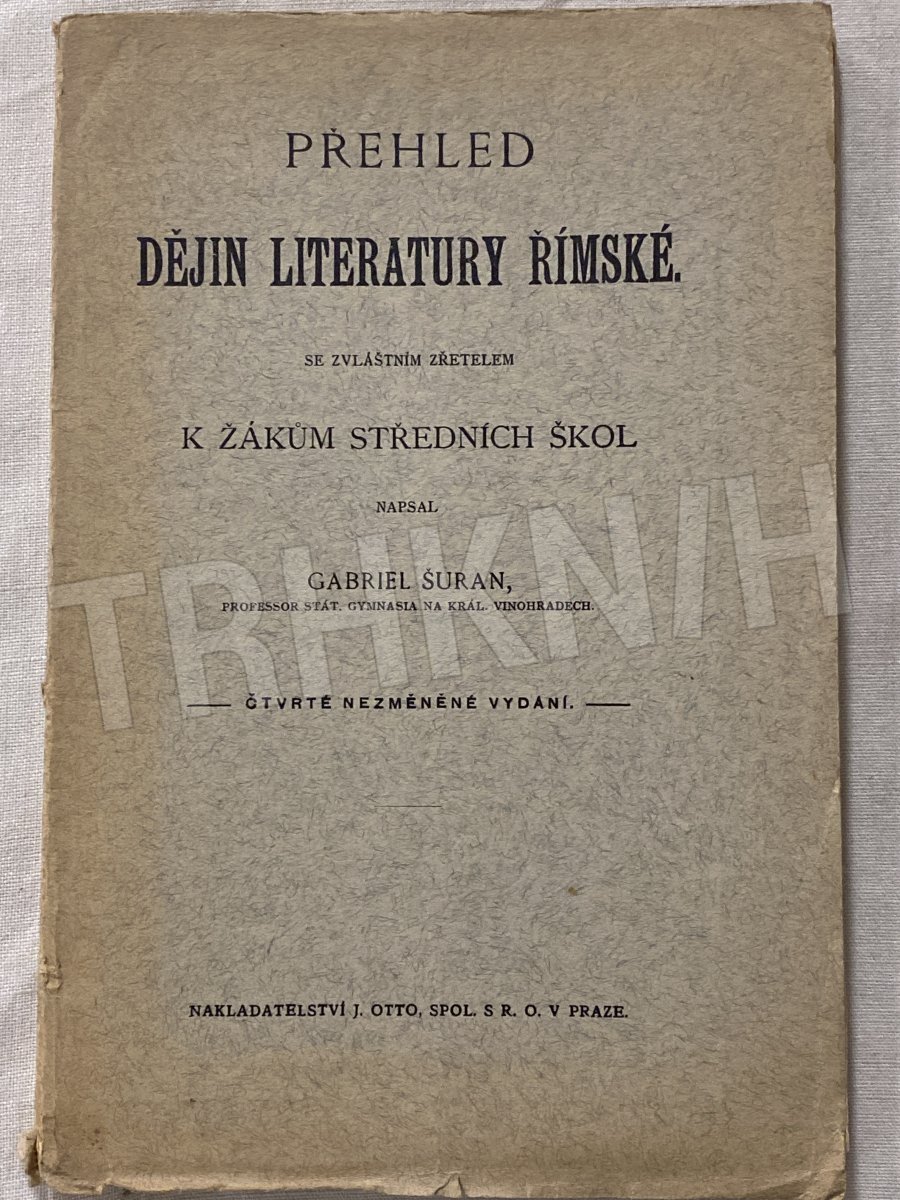 PŘEHLED
DĚJIN LITERATURY ŘÍMSKÉ.
SE ZVLÁŠTNÍM ZŘETELEM
K ŽÁKŮM STŘEDNÍCH ŠKOL
NAPSAL
GABRIEL ŠURAN,
PROFESSOR STÁT. GYMNASIA NA KRÁL. VINOHRADECH.
ČTVRTÉ NEZMĚNĚNÉ VYDÁNÍ.
NAKLADATELSTVÍ J. OTTO, SPOL. S R. O. V PRAZE.
TRHKNIH